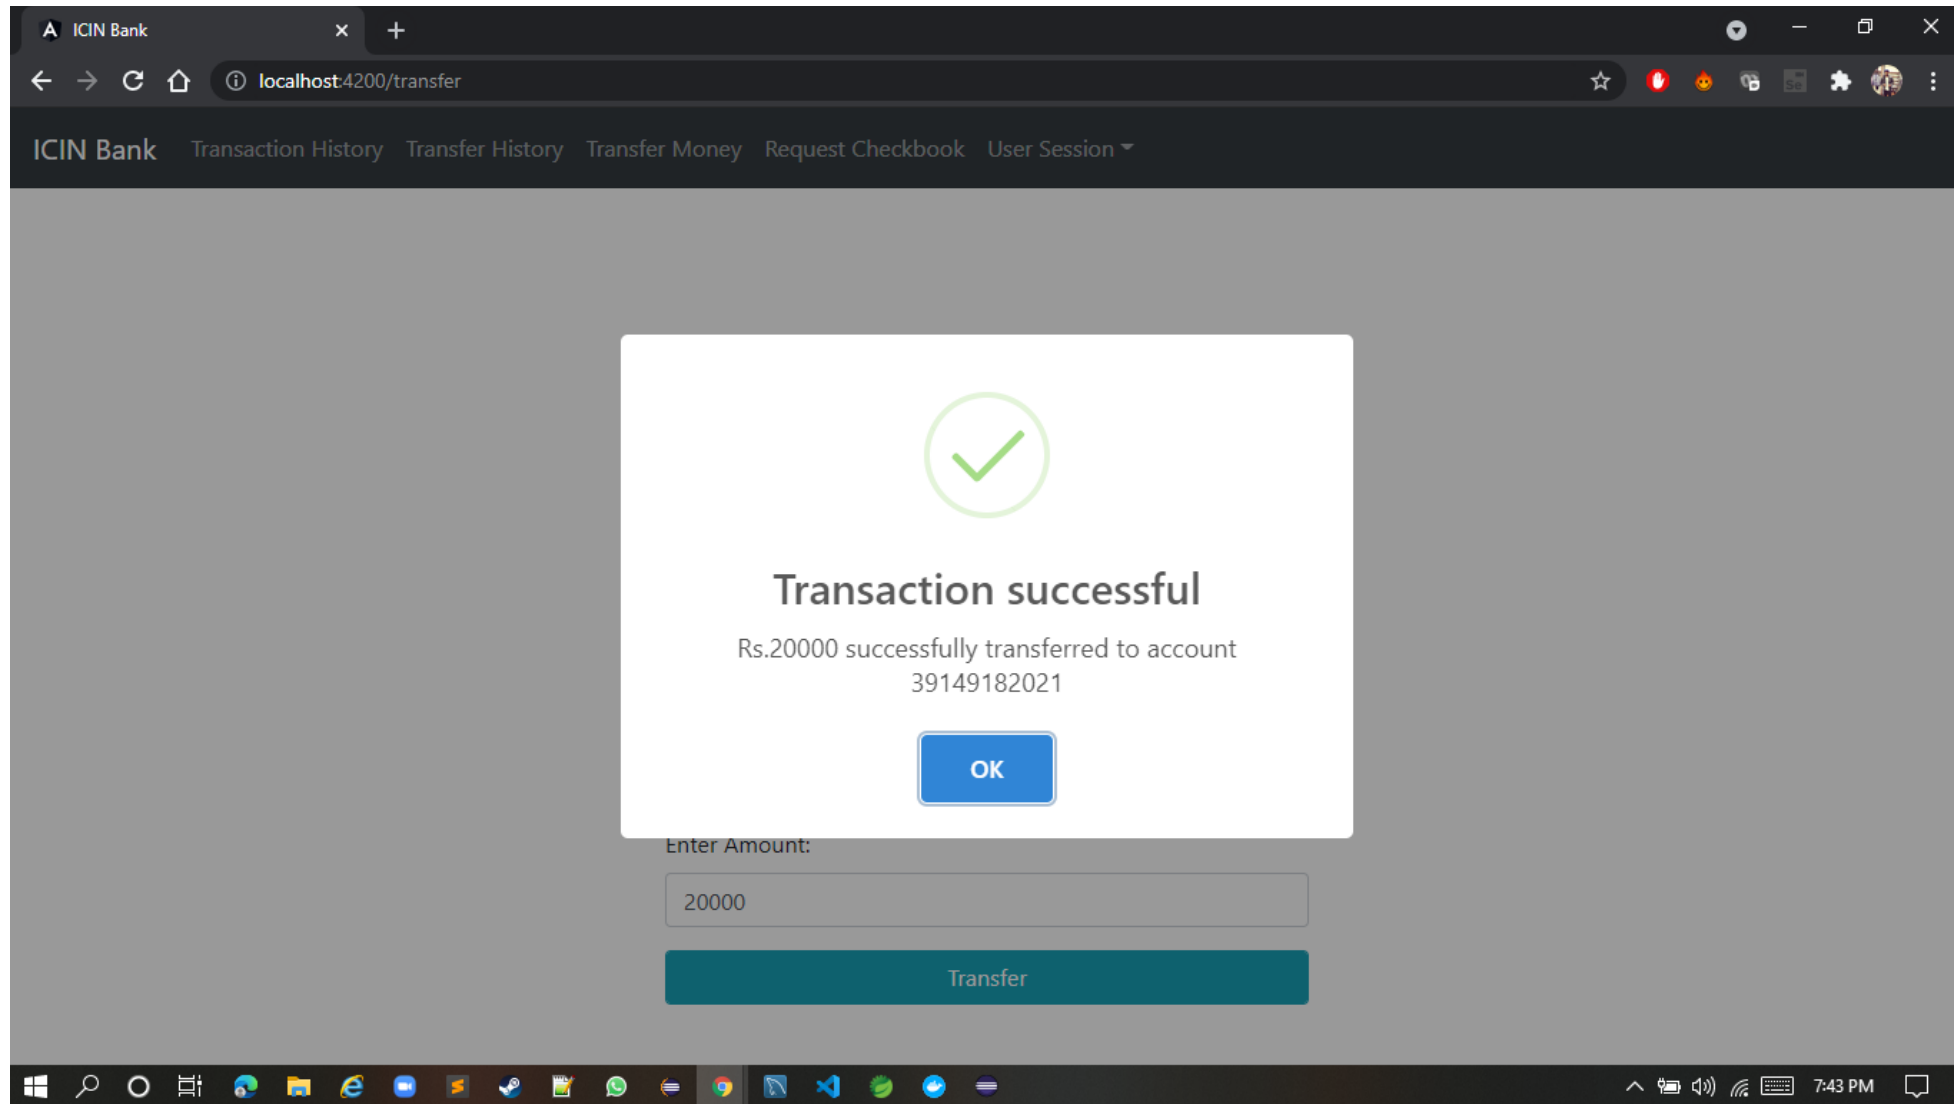 ICIN Bank
localhost:4200/transfer
Se
ICIN Bank Transaction History Transfer History Transfer Money Request Checkbook User Session
Transaction successful
Rs.20000 successfully transferred to account
39149182021
OK
Enter Amount:
20000
Transfer
7:43 PM